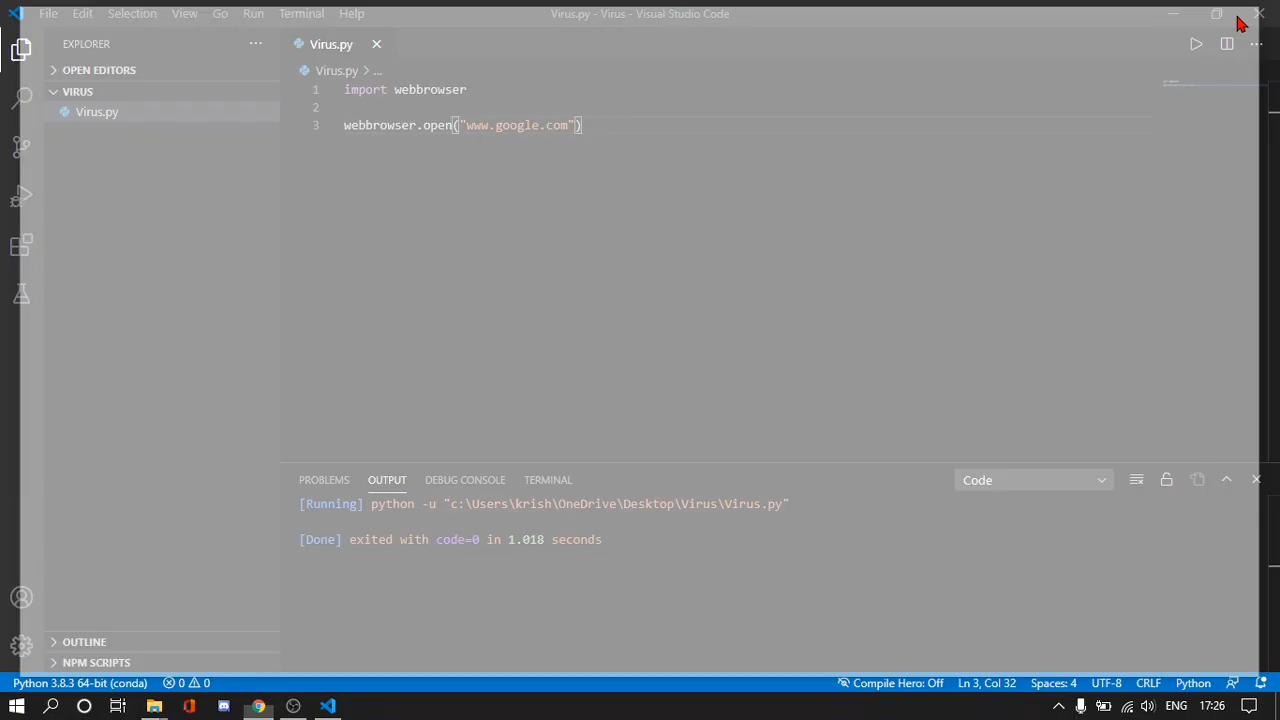 File Edit Selection View Go Run Terminal Help Virus.py - Virus - Visual Studio Code
EXPLORER
Virus.py
OPEN EDITORS
Virus.py > ...
VIRUS
Virus.py
1 import webbrowser
2
3 webbrowser.open("www.google.com")
PROBLEMS OUTPUT DEBUG CONSOLE TERMINAL Code
[Running] python -u "c:\Users\krish\OneDrive\Desktop\Virus\Virus.py"
[Done] exited with code=0 in 1.018 seconds
OUTLINE
NPM SCRIPTS
Python 3.8.3 64-bit (conda) 0 0 Compile Hero: Off Ln 3, Col 32 Spaces: 4 UTF-8 CRLF Python
ENG 17:26